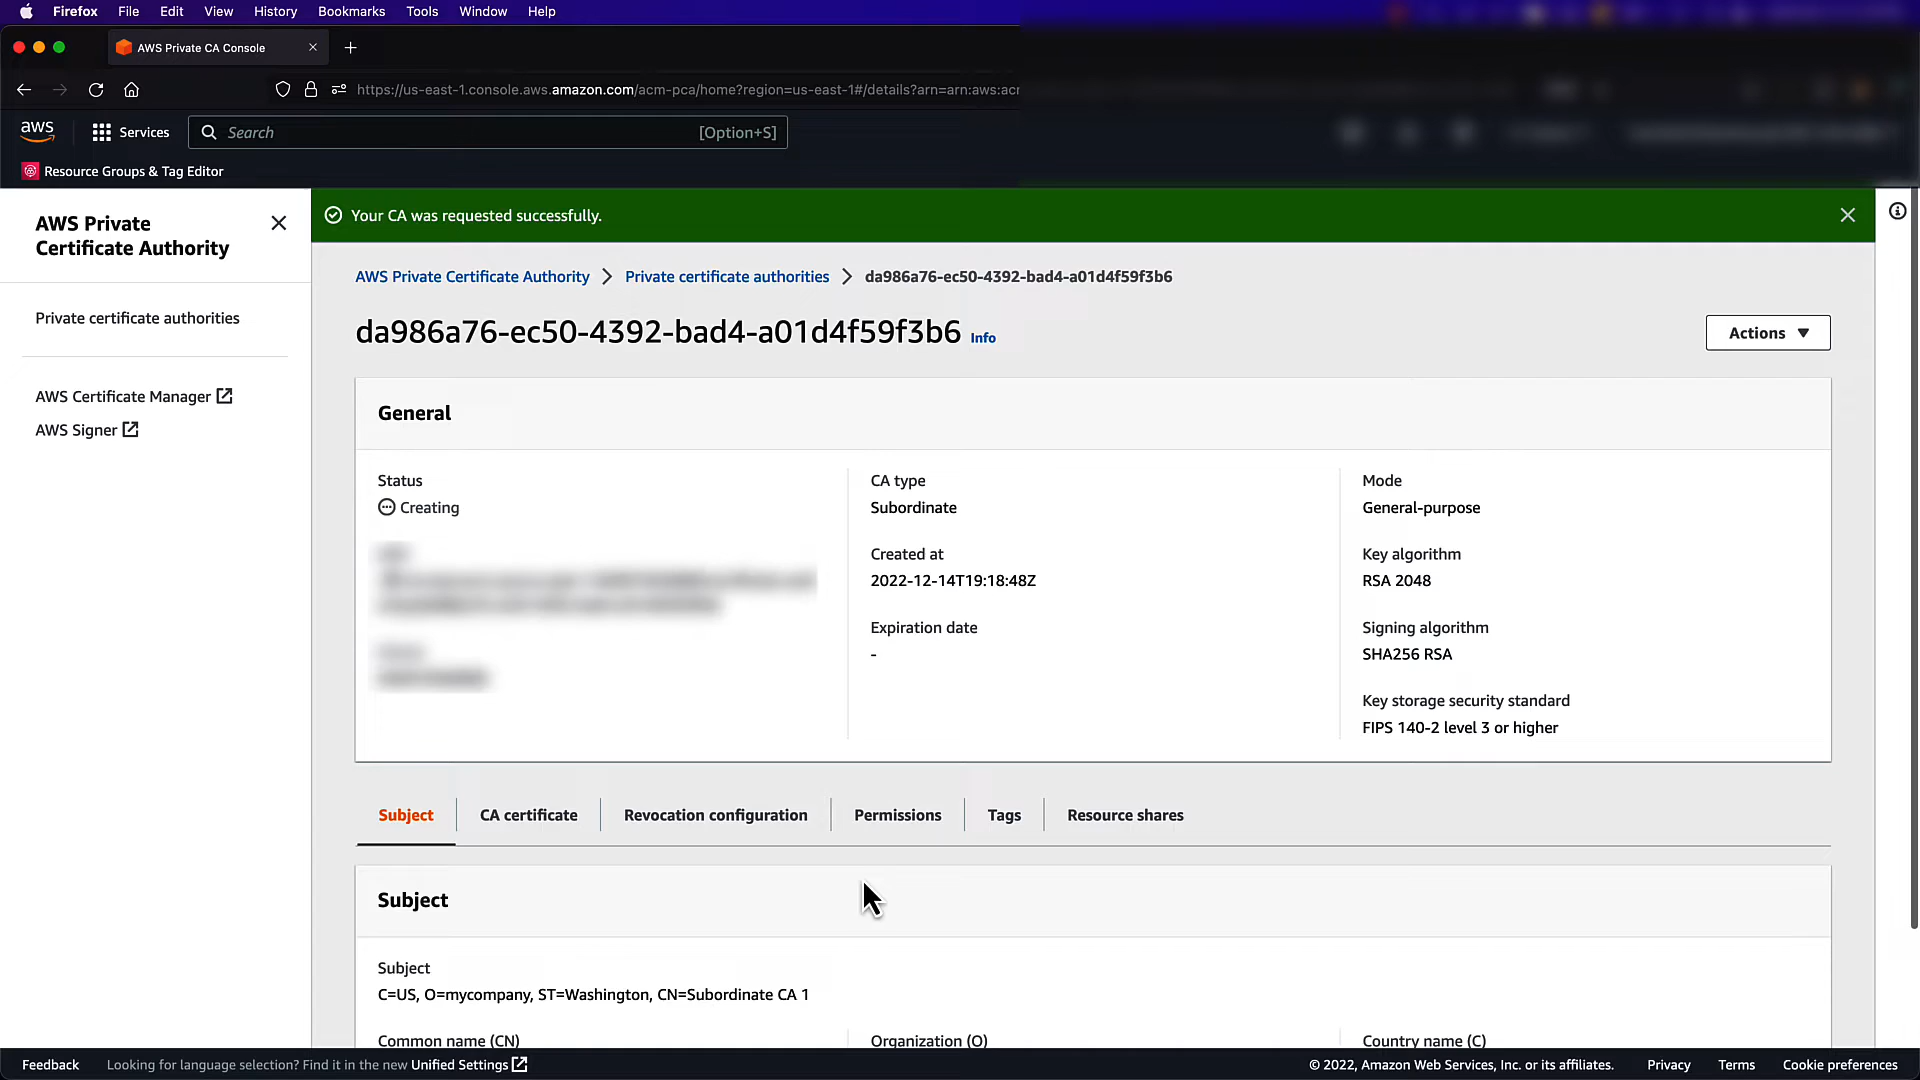 Firefox File Edit View History Bookmarks Tools Window Help
AWS Private CA Console
https://us-east-1.console.aws.amazon.com/acm-pca/home?region=us-east-1#/details?arn=arn:aws:acm
aws Services Search [Option+S]
Resource Groups & Tag Editor
AWS Private
Certificate Authority
Private certificate authorities
AWS Certificate Manager
AWS Signer
Your CA was requested successfully.
AWS Private Certificate Authority Private certificate authorities da986a76-ec50-4392-bad4-a01d4f59f3b6
da986a76-ec50-4392-bad4-a01d4f59f3b6 Info
Actions
General
Status
Creating
CA type
Subordinate
Created at
2022-12-14T19:18:48Z
Expiration date
-
Mode
General-purpose
Key algorithm
RSA 2048
Signing algorithm
SHA256 RSA
Key storage security standard
FIPS 140-2 level 3 or higher
Subject CA certificate Revocation configuration Permissions Tags Resource shares
Subject
Subject
C=US, O=mycompany, ST=Washington, CN=Subordinate CA 1
Common name (CN) Organization (O) Country name (C)
Feedback Looking for language selection? Find it in the new Unified Settings © 2022, Amazon Web Services, Inc. or its affiliates. Privacy Terms Cookie preferences